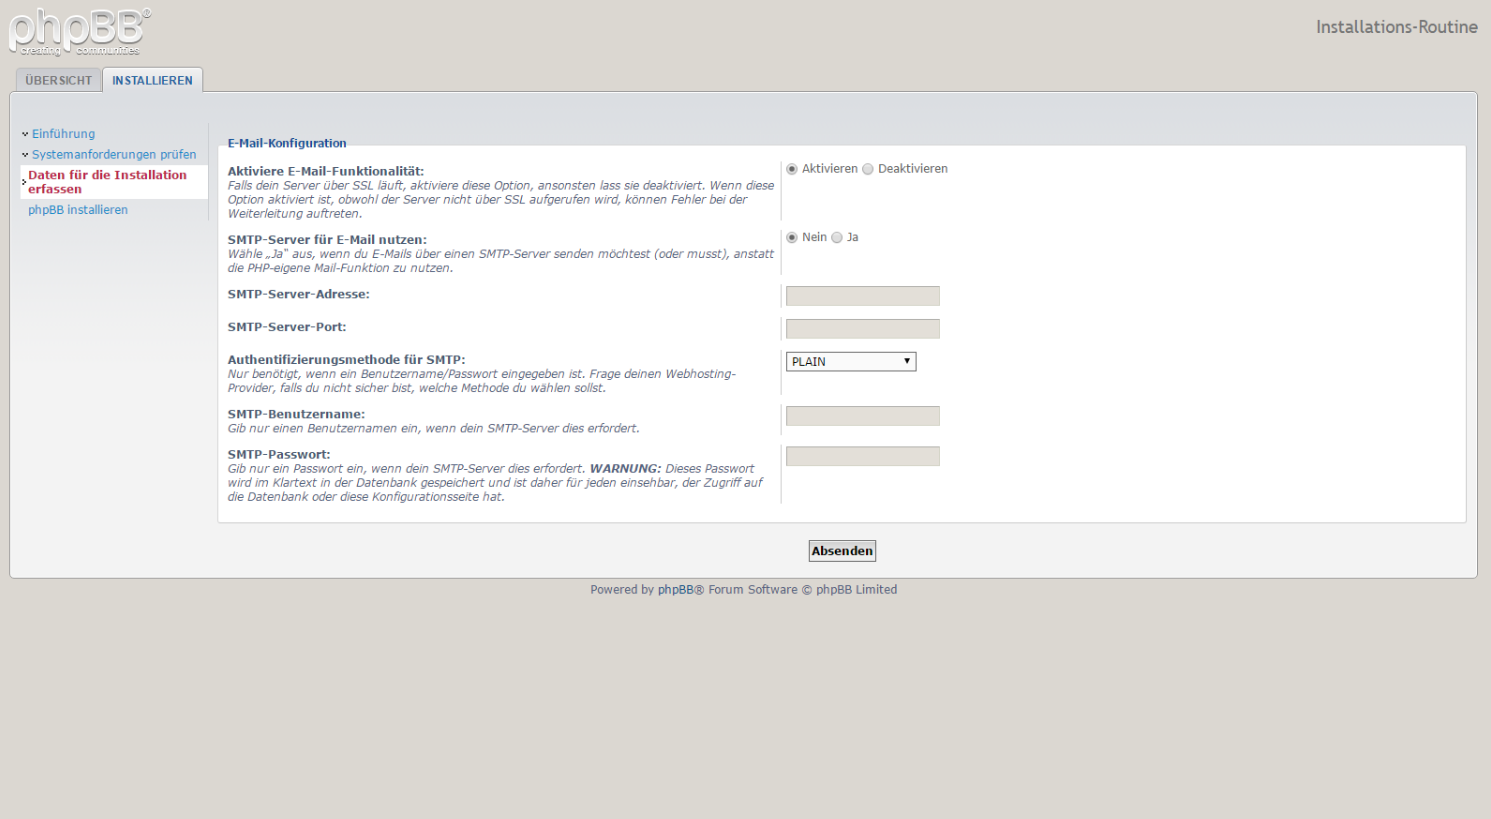 phpBB®
creating communities
Installations-Routine
ÜBERSICHT
INSTALLIEREN
Einführung
Systemanforderungen prüfen
Daten für die Installation
erfassen
phpBB installieren
E-Mail-Konfiguration
Aktiviere E-Mail-Funktionalität:
Falls dein Server über SSL läuft, aktiviere diese Option, ansonsten lass sie deaktiviert. Wenn diese
Option aktiviert ist, obwohl der Server nicht über SSL aufgerufen wird, können Fehler bei der
Weiterleitung auftreten.
Aktivieren Deaktivieren
SMTP-Server für E-Mail nutzen:
Wähle „Ja“ aus, wenn du E-Mails über einen SMTP-Server senden möchtest (oder musst), anstatt
die PHP-eigene Mail-Funktion zu nutzen.
Nein Ja
SMTP-Server-Adresse:
SMTP-Server-Port:
Authentifizierungsmethode für SMTP:
Nur benötigt, wenn ein Benutzername/Passwort eingegeben ist. Frage deinen Webhosting-
Provider, falls du nicht sicher bist, welche Methode du wählen sollst.
PLAIN
SMTP-Benutzername:
Gib nur einen Benutzernamen ein, wenn dein SMTP-Server dies erfordert.
SMTP-Passwort:
Gib nur ein Passwort ein, wenn dein SMTP-Server dies erfordert. WARNUNG: Dieses Passwort
wird im Klartext in der Datenbank gespeichert und ist daher für jeden einsehbar, der Zugriff auf
die Datenbank oder diese Konfigurationsseite hat.
Absenden
Powered by phpBB® Forum Software © phpBB Limited